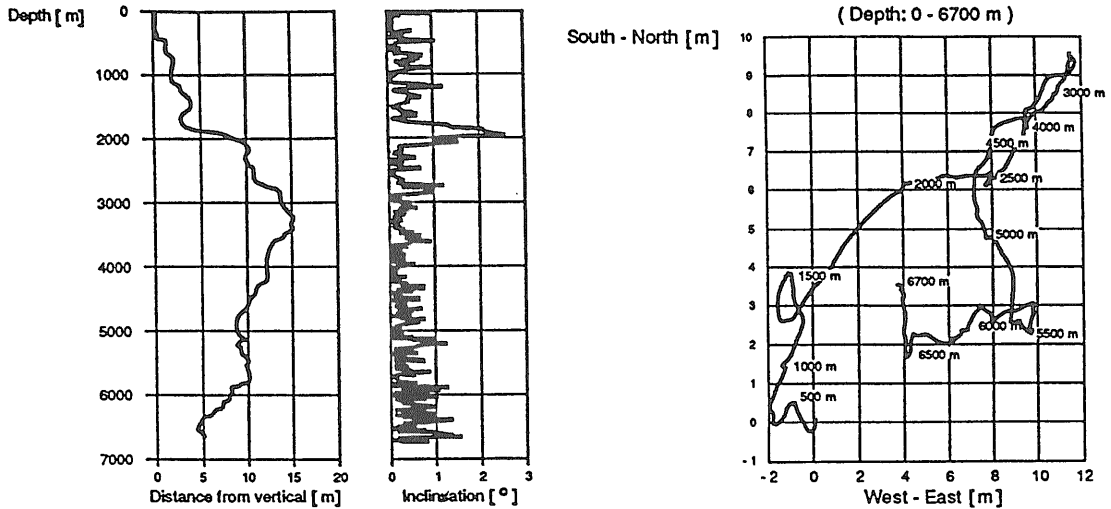 Depth [ m ]
0
1000
2000
3000
4000
5000
6000
7000
0 5 10 15 20
Distance from vertical [ m ]
0 1 2 3
Inclination [ ° ]
( Depth: 0 - 6700 m )
South - North [ m ]
10
9
8
7
6
5
4
3
2
1
0
- 1
3000 m
4000 m
4500 m
2000 m
2500 m
5000 m
1500 m
6700 m
6000 m
5500 m
6500 m
1000 m
500 m
- 2 0 2 4 6 8 10 12
West - East [ m ]